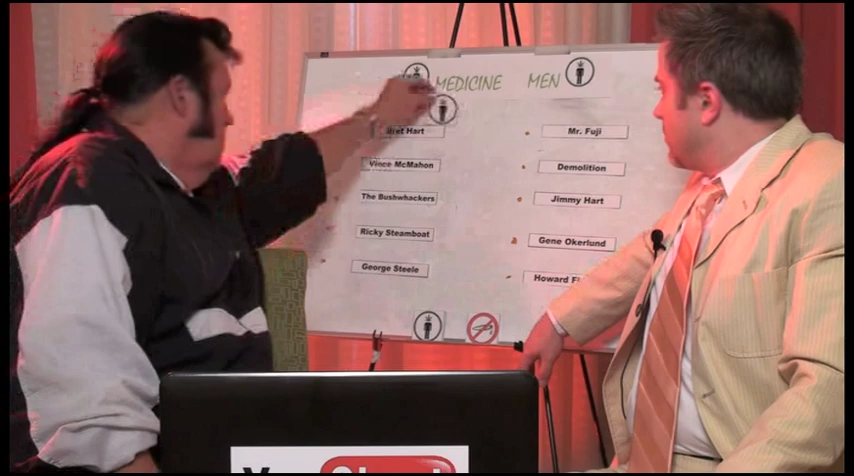 MEDICINE MEN
Bret Hart
Vince McMahon
The Bushwhackers
Ricky Steamboat
George Steele
Mr. Fuji
Demolition
Jimmy Hart
Gene Okerlund
Howard